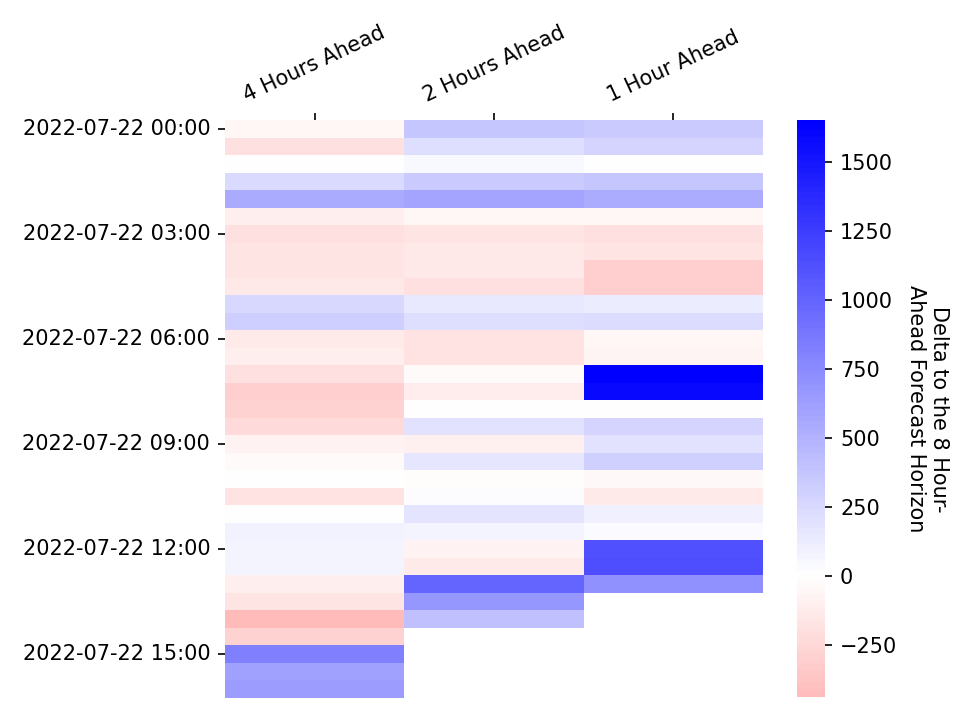 4 Hours Ahead
2 Hours Ahead
1 Hour Ahead
2022-07-22 00:00
2022-07-22 03:00
2022-07-22 06:00
2022-07-22 09:00
2022-07-22 12:00
2022-07-22 15:00
1500
1250
1000
750
500
250
0
−250
Delta to the 8 Hour-
Ahead Forecast Horizon